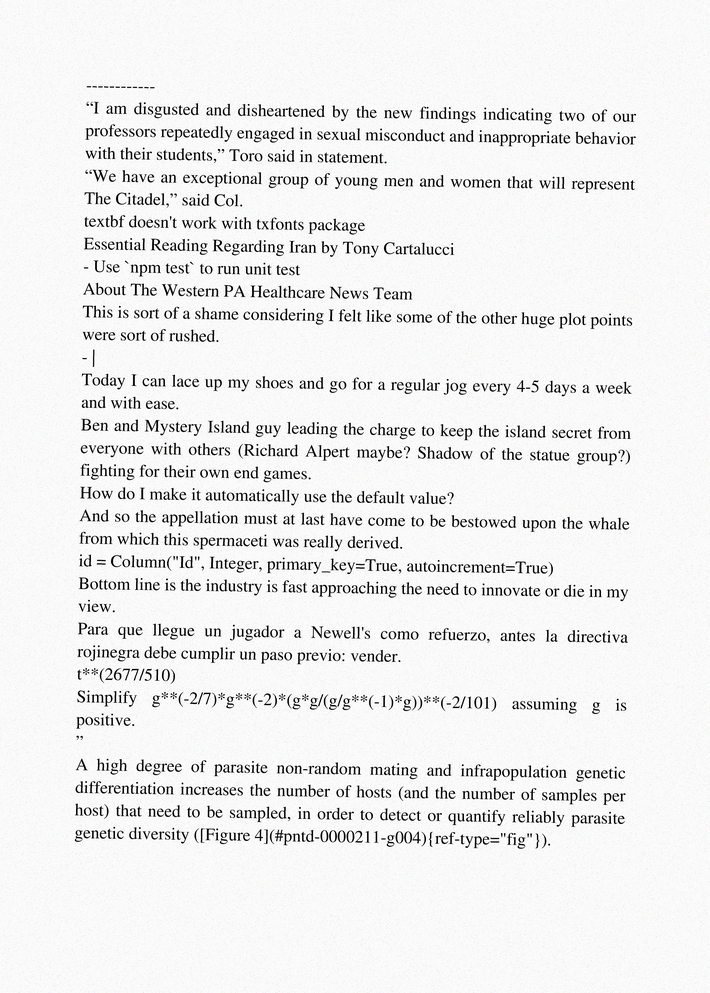 ------------
“I am disgusted and disheartened by the new findings indicating two of our
professors repeatedly engaged in sexual misconduct and inappropriate behavior
with their students,” Toro said in statement.
“We have an exceptional group of young men and women that will represent
The Citadel,” said Col.
textbf doesn't work with txfonts package
Essential Reading Regarding Iran by Tony Cartalucci
- Use `npm test` to run unit test
About The Western PA Healthcare News Team
This is sort of a shame considering I felt like some of the other huge plot points
were sort of rushed.
- |
Today I can lace up my shoes and go for a regular jog every 4-5 days a week
and with ease.
Ben and Mystery Island guy leading the charge to keep the island secret from
everyone with others (Richard Alpert maybe? Shadow of the statue group?)
fighting for their own end games.
How do I make it automatically use the default value?
And so the appellation must at last have come to be bestowed upon the whale
from which this spermaceti was really derived.
id = Column("Id", Integer, primary_key=True, autoincrement=True)
Bottom line is the industry is fast approaching the need to innovate or die in my
view.
Para que llegue un jugador a Newell's como refuerzo, antes la directiva
rojinegra debe cumplir un paso previo: vender.
t**(2677/510)
Simplify g**(-2/7)*g**(-2)*(g*g/(g/g**(-1)*g))**(-2/101) assuming g is
positive.
”
A high degree of parasite non-random mating and infrapopulation genetic
differentiation increases the number of hosts (and the number of samples per
host) that need to be sampled, in order to detect or quantify reliably parasite
genetic diversity ([Figure 4](#pntd-0000211-g004){ref-type="fig"}).